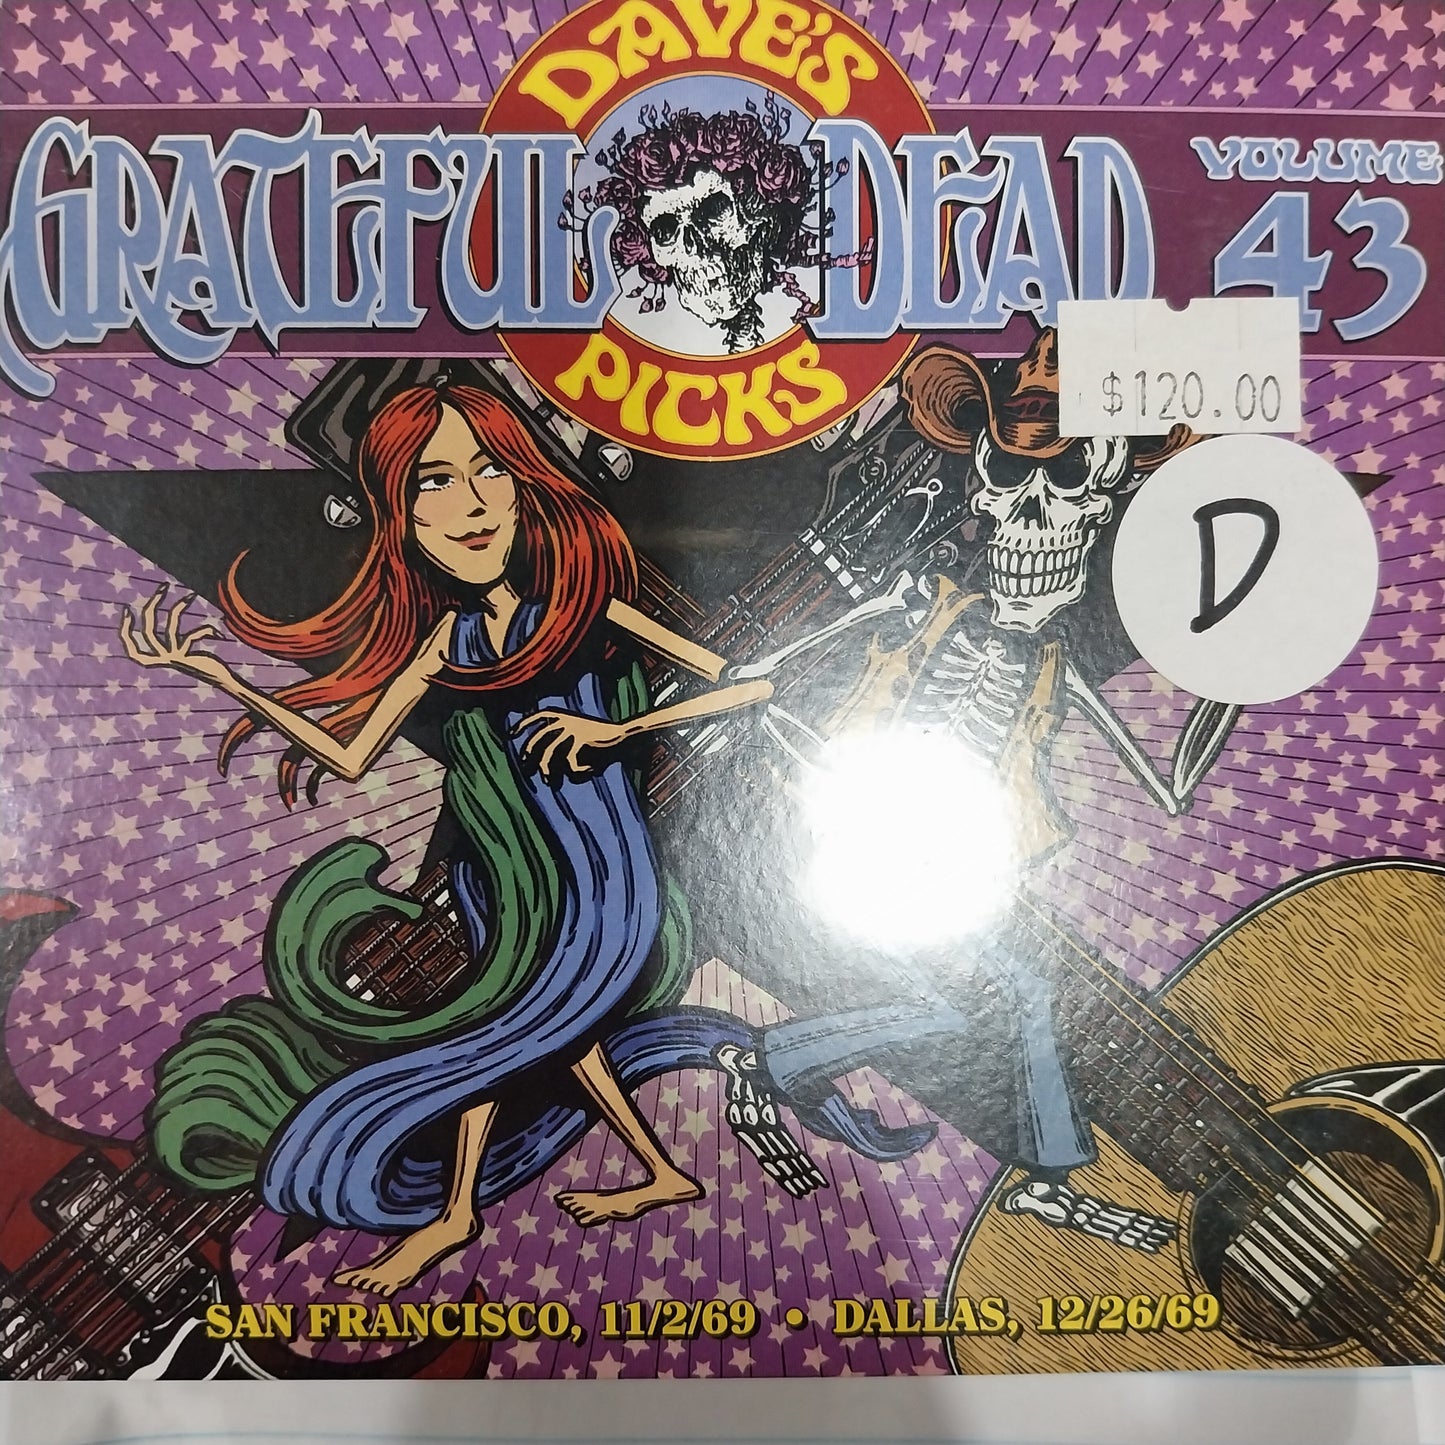 DAVE'S
GRATEFUL DEAD
VOLUME
43
PICKS
$120.00
D
SAN FRANCISCO, 11/2/69 • DALLAS, 12/26/69